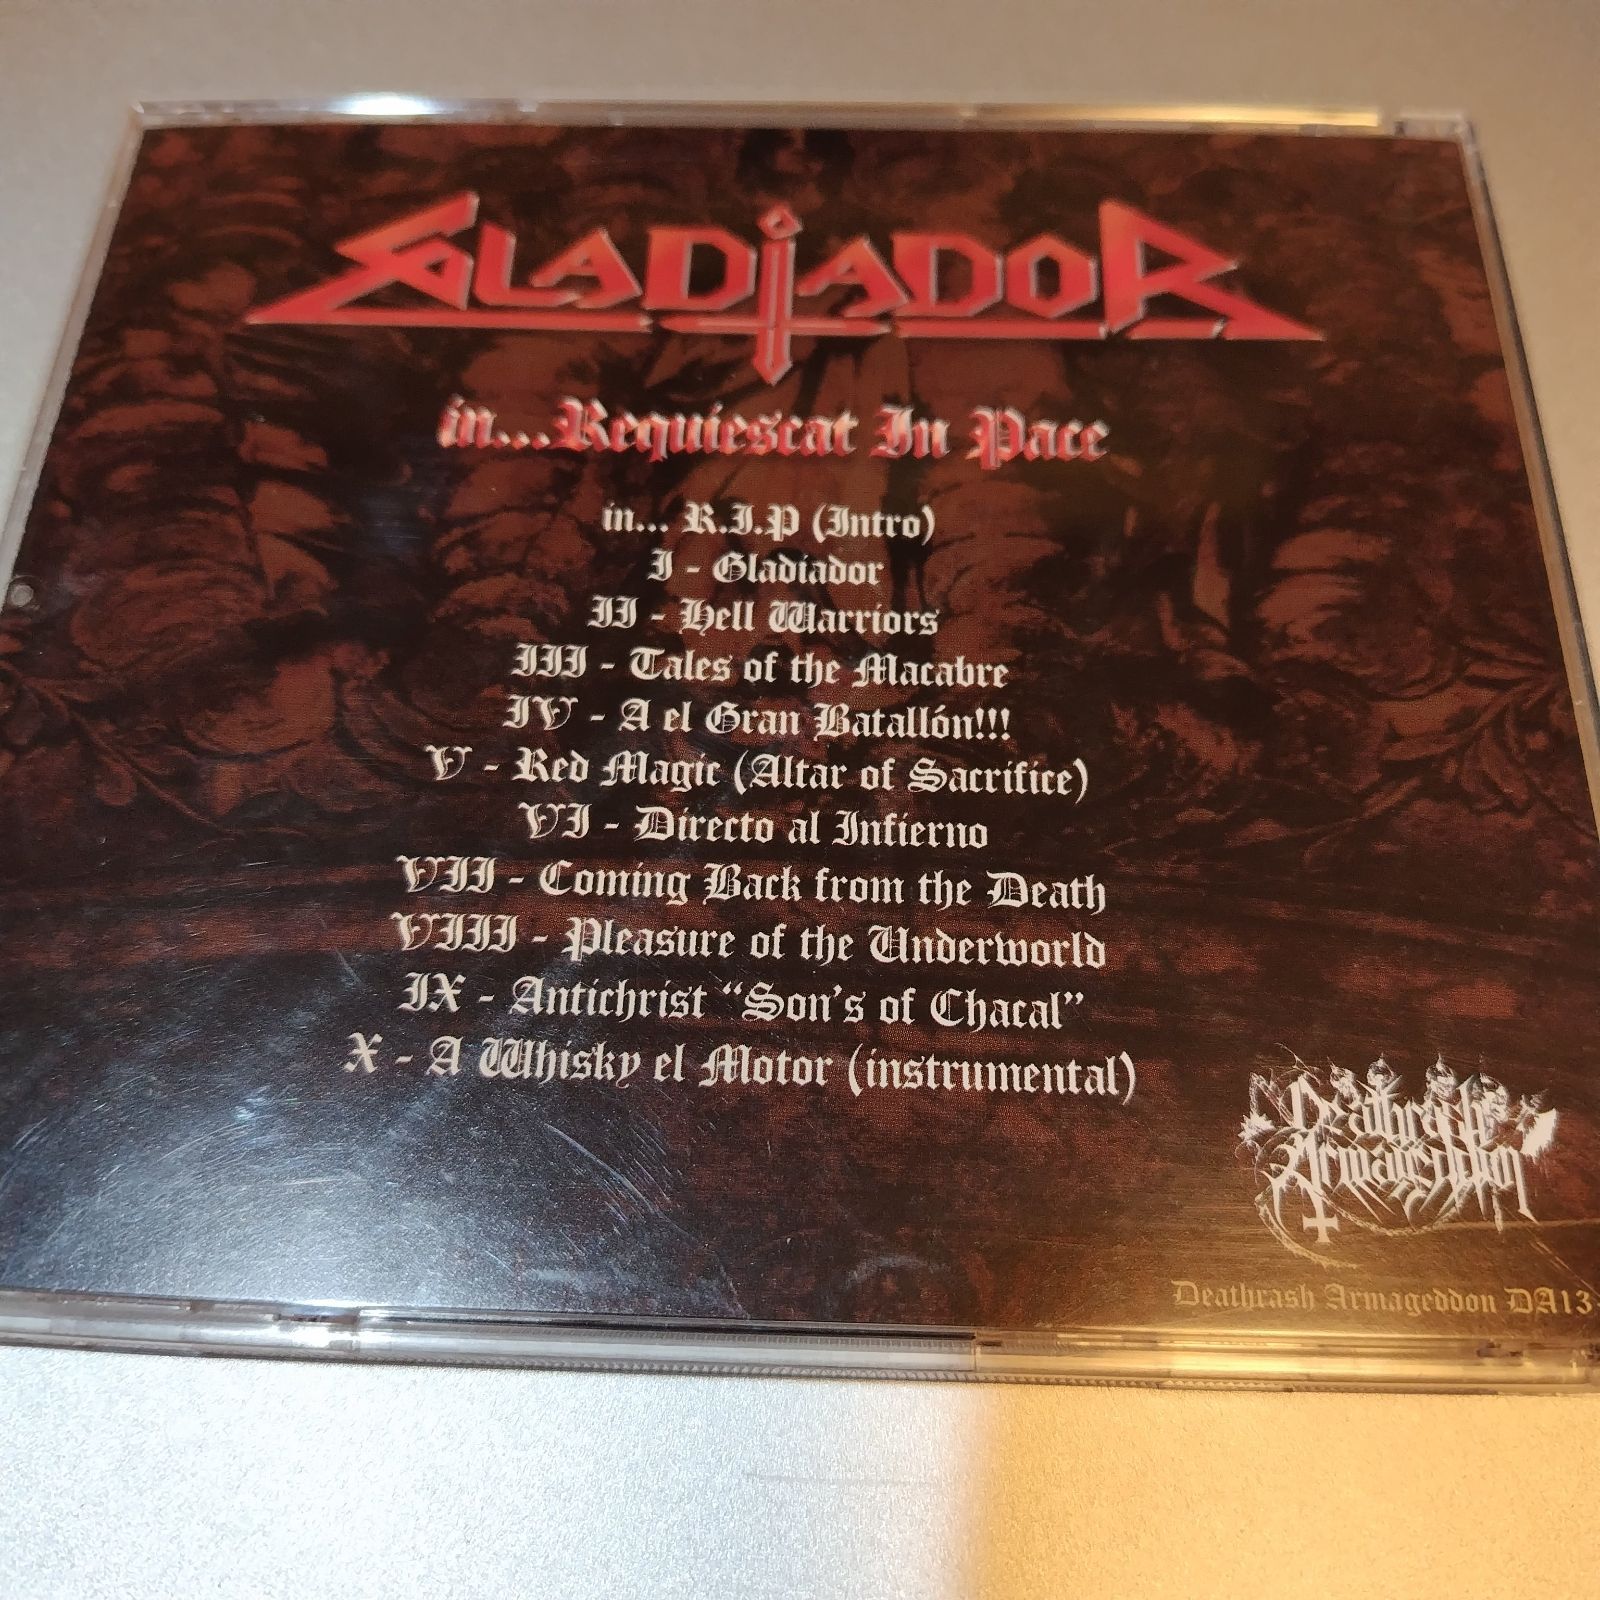 GLADiADOR
in...Requiescat In Pace
in... R.I.P (Intro)
I - Gladiador
II - Hell Warriors
III - Tales of the Macabre
IV - A el Gran Batallón!!!
V - Red Magic (Altar of Sacrifice)
VI - Directo al Infierno
VII - Coming Back from the Death
VIII - Pleasure of the Underworld
IX - Antichrist “Son’s of Chacal”
X - A Whisky el Motor (instrumental)
Deathrash
Armageddon
Deathrash Armageddon DA13